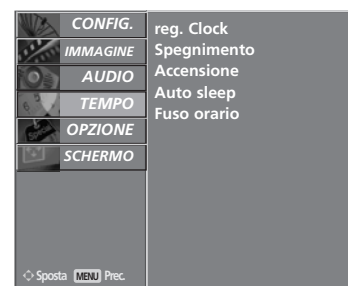 CONFIG.
IMMAGINE
AUDIO
TEMPO
OPZIONE
SCHERMO
reg. Clock
Spegnimento
Accensione
Auto sleep
Fuso orario
Sposta MENU Prec.